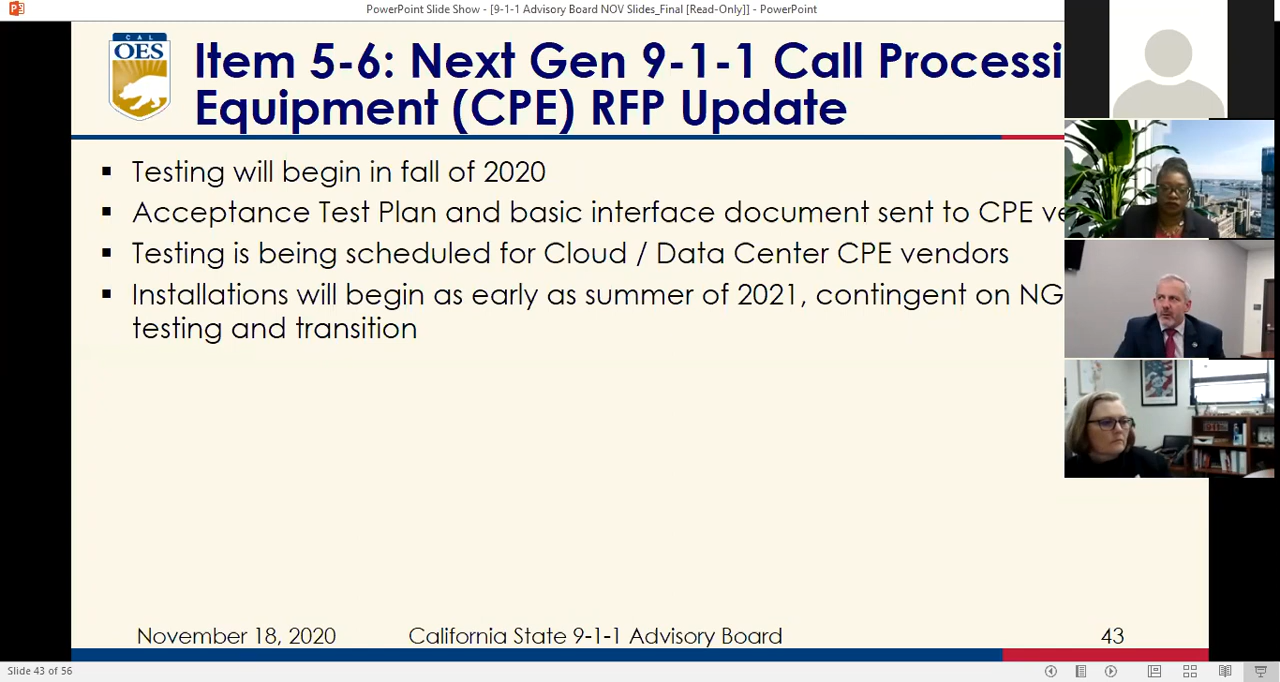 PowerPoint Slide Show - [9-1-1 Advisory Board NOV Slides_Final [Read-Only]] - PowerPoint
CAL
OES
Item 5-6: Next Gen 9-1-1 Call Processi
Equipment (CPE) RFP Update
▪ Testing will begin in fall of 2020
▪ Acceptance Test Plan and basic interface document sent to CPE ve
▪ Testing is being scheduled for Cloud / Data Center CPE vendors
▪ Installations will begin as early as summer of 2021, contingent on NG
testing and transition
November 18, 2020 California State 9-1-1 Advisory Board 43
Slide 43 of 56